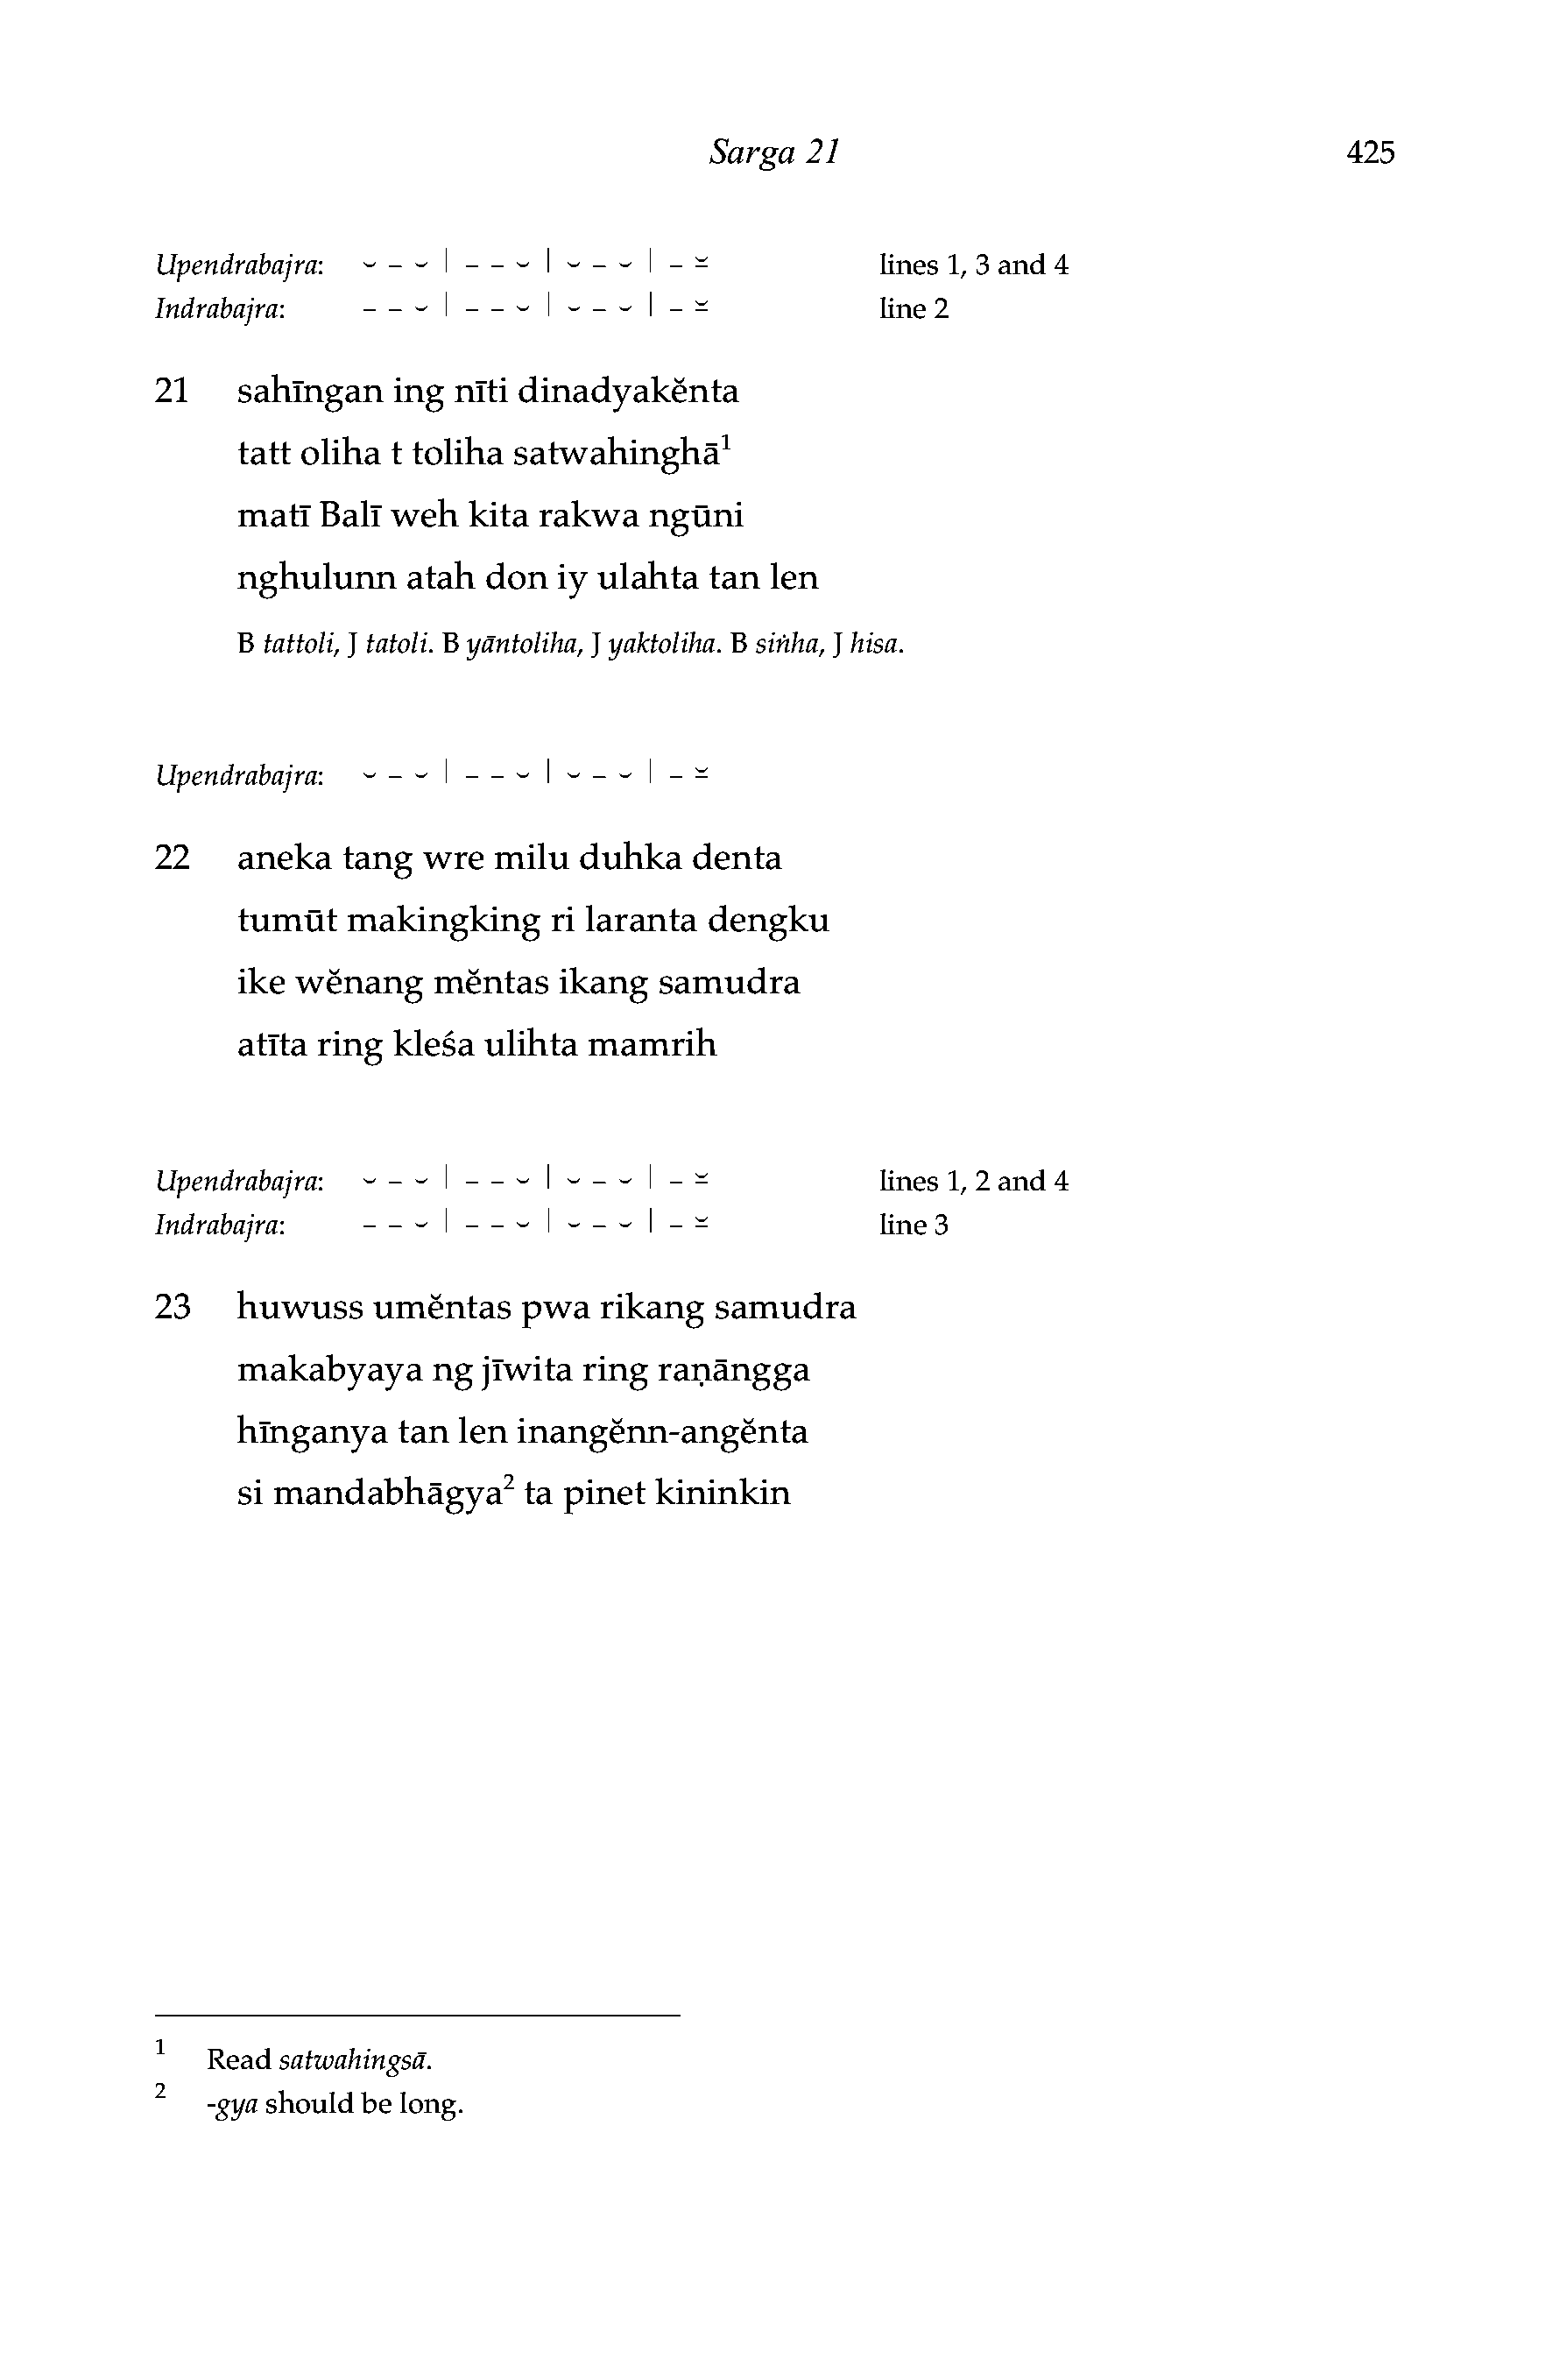 Sarga 21 425
Upendrabajra: ⏑ – ⏑ | – – ⏑ | ⏑ – ⏑ | – ⏓ lines 1, 3 and 4
Indrabajra: – – ⏑ | – – ⏑ | ⏑ – ⏑ | – ⏓ line 2
21 sahīngan ing nīti dinadyakĕnta
tatt oliha t toliha satwahinghā¹
matī Balī weh kita rakwa ngūni
nghulunn atah don iy ulahta tan len
B tattoli, J tatoli. B yāntoliha, J yaktoliha. B siṅha, J hisa.
Upendrabajra: ⏑ – ⏑ | – – ⏑ | ⏑ – ⏑ | – ⏓
22 aneka tang wre milu duhka denta
tumūt makingking ri laranta dengku
ike wĕnang mĕntas ikang samudra
atīta ring kleśa ulihta mamrih
Upendrabajra: ⏑ – ⏑ | – – ⏑ | ⏑ – ⏑ | – ⏓ lines 1, 2 and 4
Indrabajra: – – ⏑ | – – ⏑ | ⏑ – ⏑ | – ⏓ line 3
23 huwuss umĕntas pwa rikang samudra
makabyaya ng jīwita ring raṇāngga
hīnganya tan len inangĕnn-angĕnta
si mandabhāgya² ta pinet kininkin
1 Read satwahingsā.
2 -gya should be long.